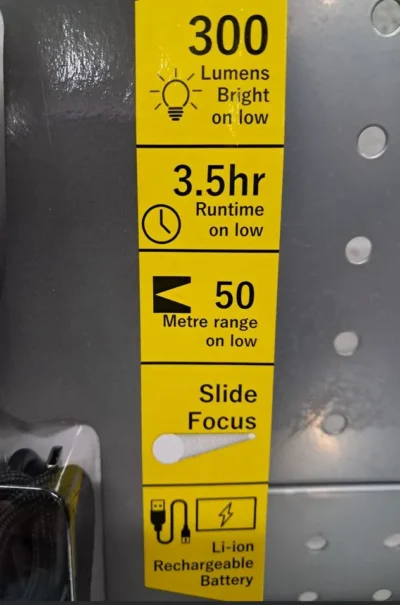 300
Lumens
Bright
on low
3.5hr
Runtime
on low
50
Metre range
on low
Slide
Focus
Li-ion
Rechargeable
Battery